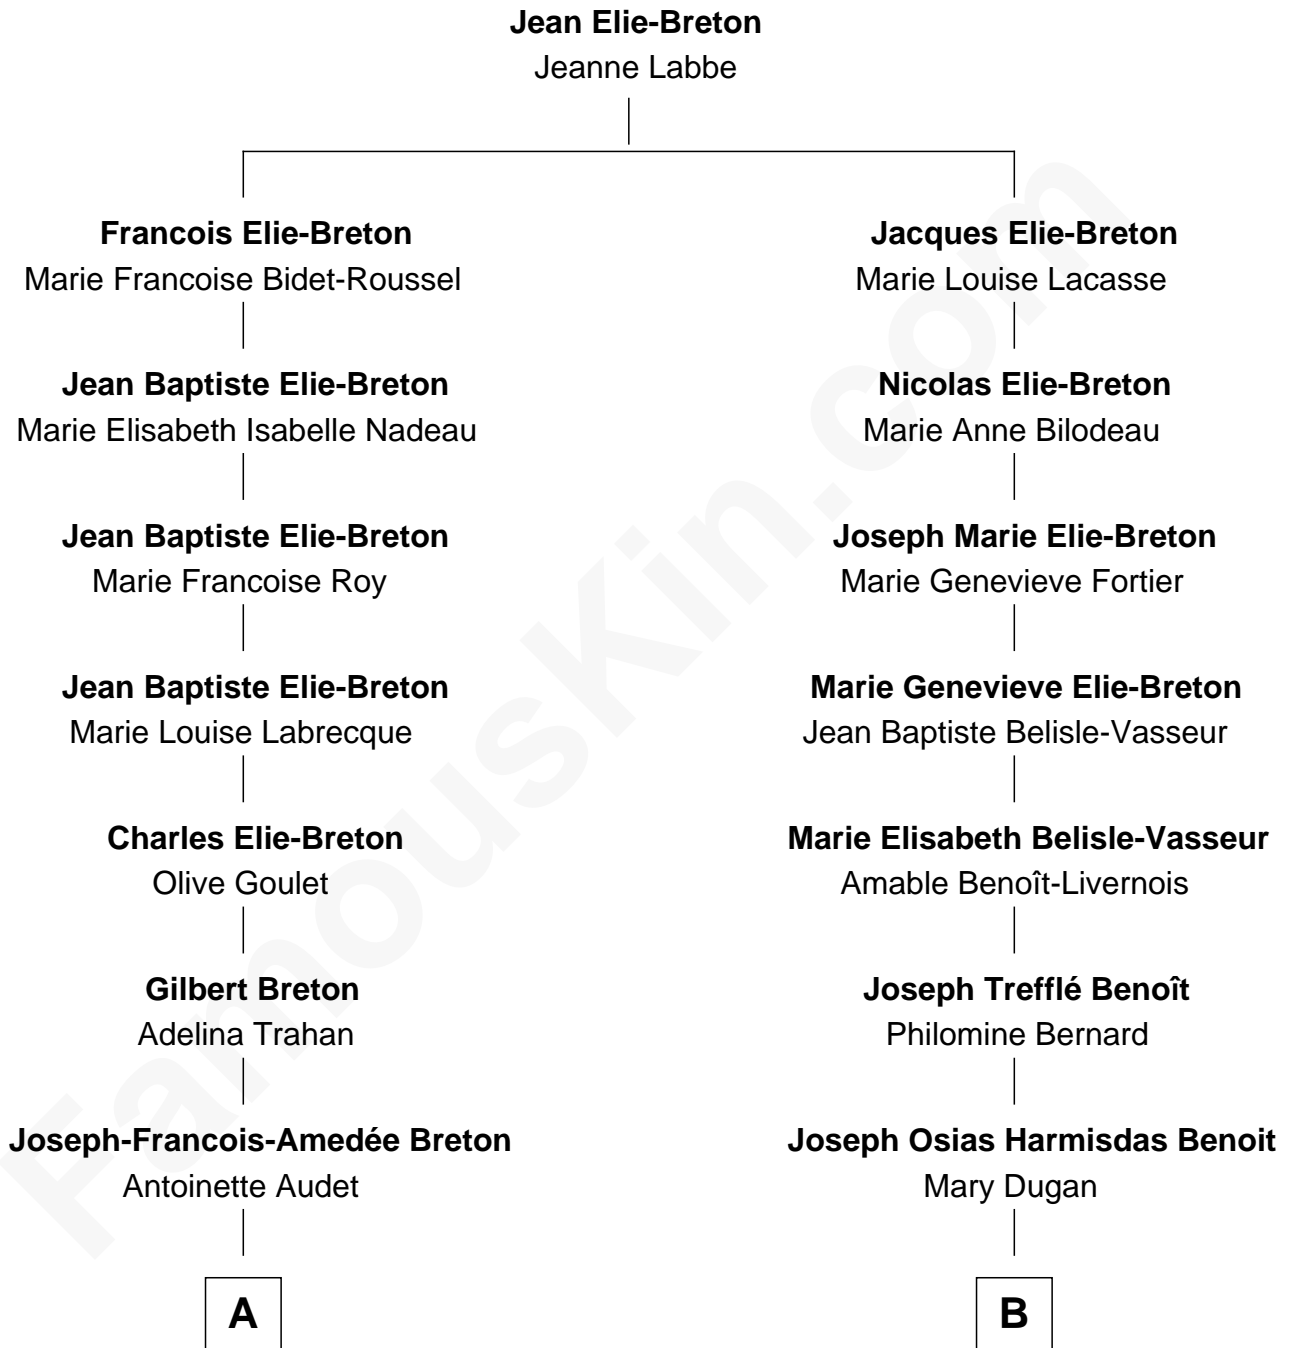 Jean Elie-Breton
Jeanne Labbe
Francois Elie-Breton
Marie Francoise Bidet-Roussel
Jacques Elie-Breton
Marie Louise Lacasse
Jean Baptiste Elie-Breton
Marie Elisabeth Isabelle Nadeau
Nicolas Elie-Breton
Marie Anne Bilodeau
Jean Baptiste Elie-Breton
Marie Francoise Roy
Joseph Marie Elie-Breton
Marie Genevieve Fortier
Jean Baptiste Elie-Breton
Marie Louise Labrecque
Marie Genevieve Elie-Breton
Jean Baptiste Belisle-Vasseur
Charles Elie-Breton
Olive Goulet
Marie Elisabeth Belisle-Vasseur
Amable Benoît-Livernois
Gilbert Breton
Adelina Trahan
Joseph Trefflé Benoît
Philomine Bernard
Joseph-Francois-Amedée Breton
Antoinette Audet
Joseph Osias Harmisdas Benoit
Mary Dugan
A
B
FamousKin.com